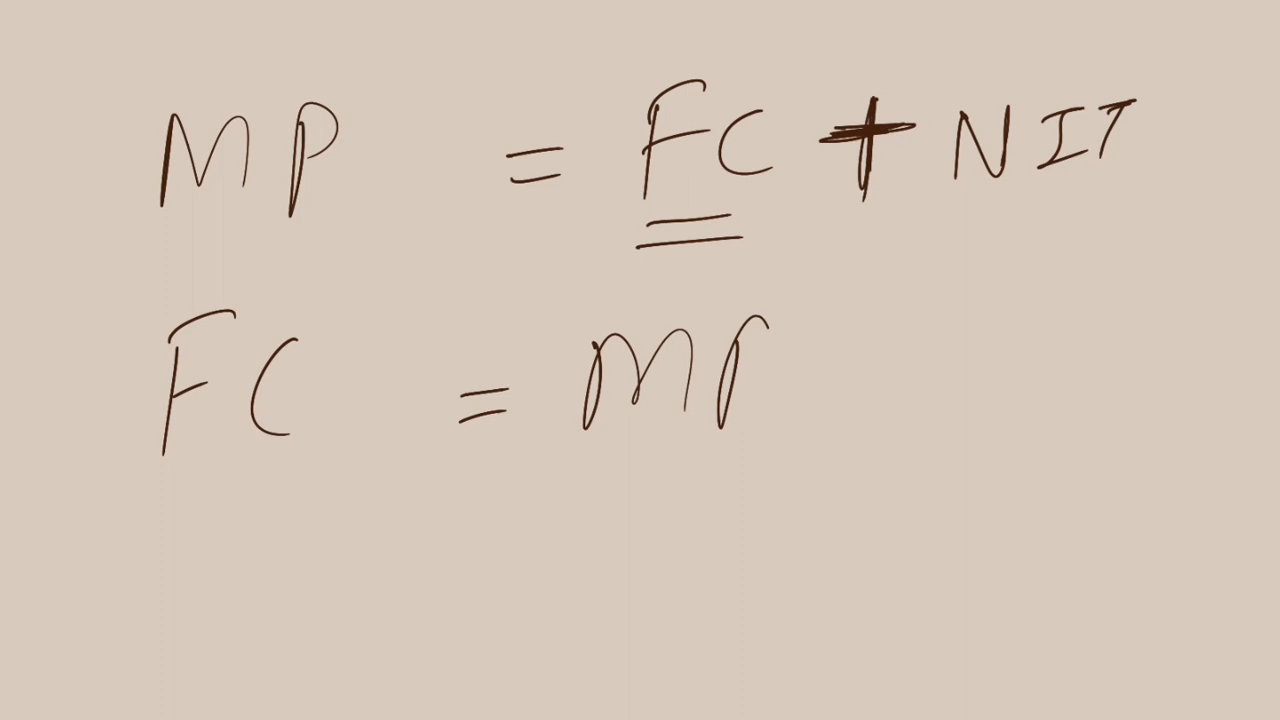 MP = FC + NIT
FC = MP